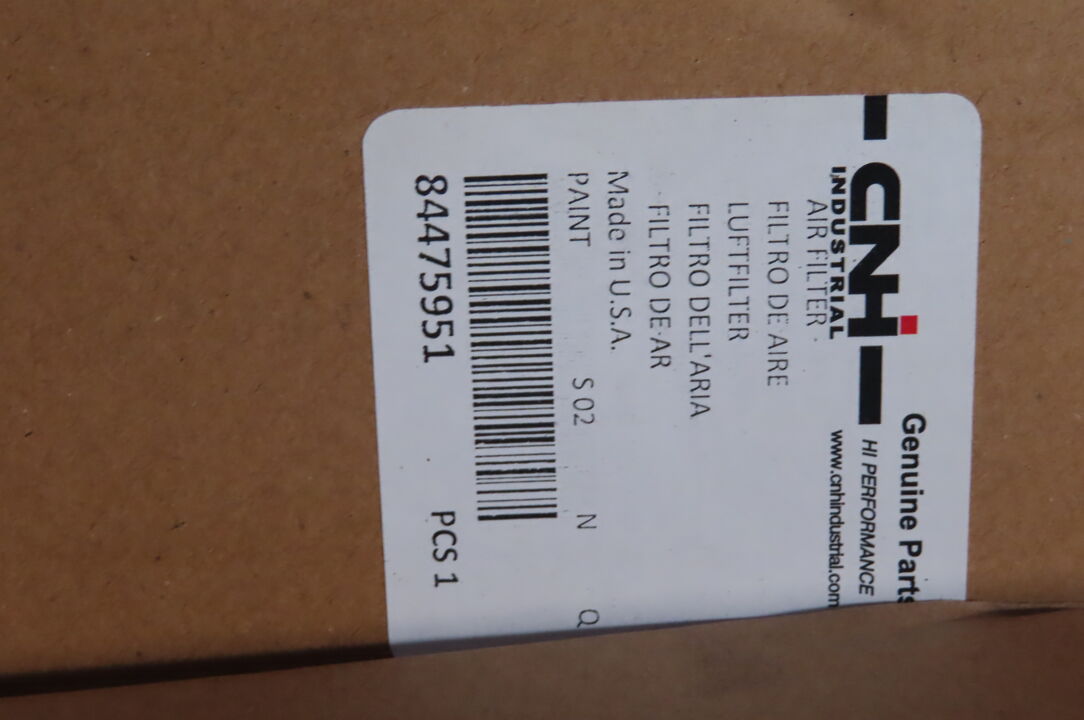 CNH
INDUSTRIAL
Genuine Parts
HI PERFORMANCE
www.cnhindustrial.com
AIR FILTER
FILTRO DE AIRE
LUFTFILTER
FILTRO DELL'ARIA
FILTRO DE AR
Made in U.S.A.
PAINT S 02 N Q
84475951 PCS 1